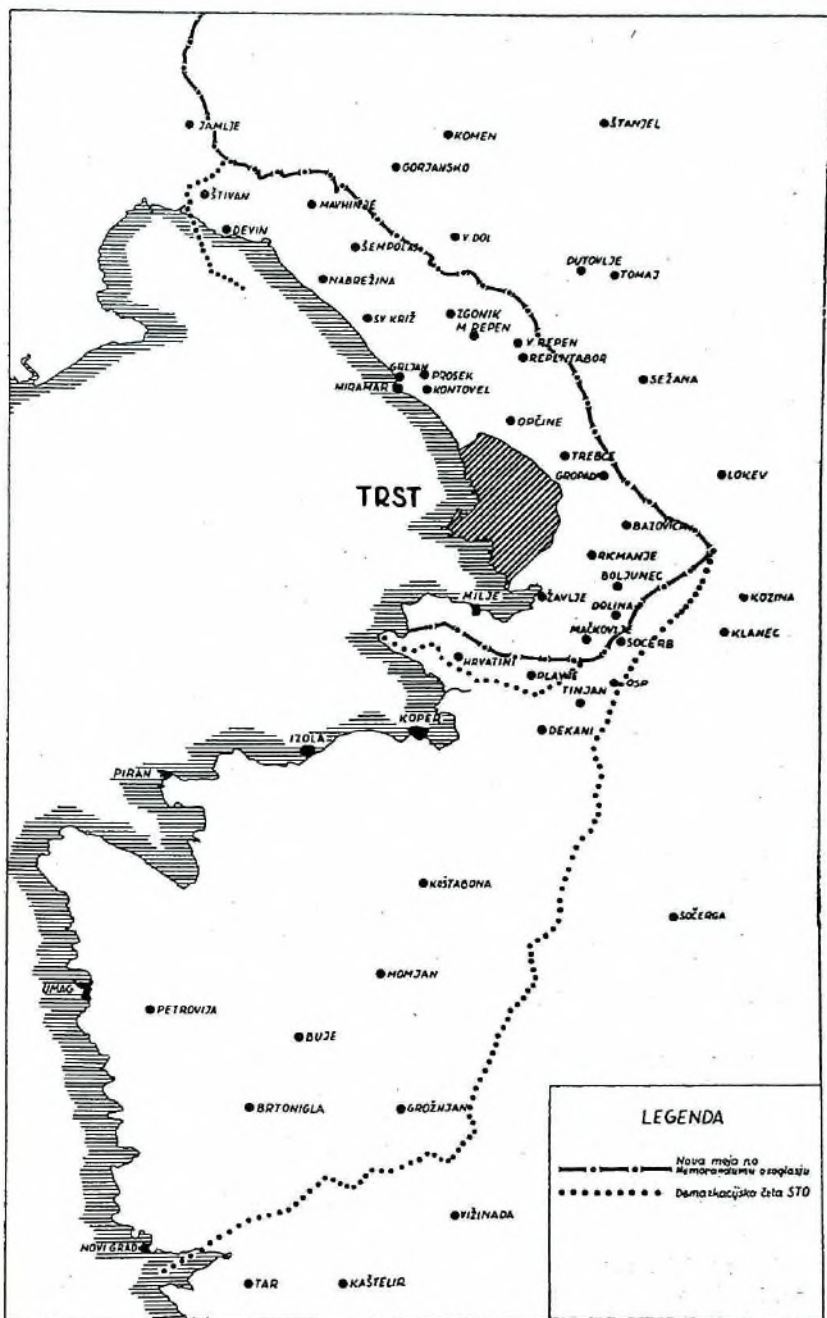 JAMLJE
KOMEN
ŠTANJEL
GORJANSKO
ŠTIVAN
MAVHINJE
DEVIN
V DOL
ŠEMPOLAJ
DUTOVLJE
TOMAJ
NABREŽINA
ZGONIK
SV KRIŽ
M REPEN
V REPEN
REPENTABOR
GRLJAN
PROSEK
SEŽANA
MIRAMAR
KONTOVEL
OPČINE
TREBČE
GROPADA
LOKEV
TRST
BAZOVICA
RICMANJE
BOLJUNEC
MILJE
ŽAVLJE
KOZINA
DOLINA
MAČKOVLJE
SOCERB
KLANEC
HRVATINI
PLAVJE
OSP
TINJAN
KOPER
DEKANI
IZOLA
PIRAN
KOŠTABONA
SOČERGA
MOMJAN
UMAG
PETROVIJA
BUJE
BRTONIGLA
GROŽNJAN
LEGENDA
Nova meja po
Memorandumu o soglasju
Demarkacijska črta STO
VIŽINADA
NOVI GRAD
TAR
KAŠTELIR